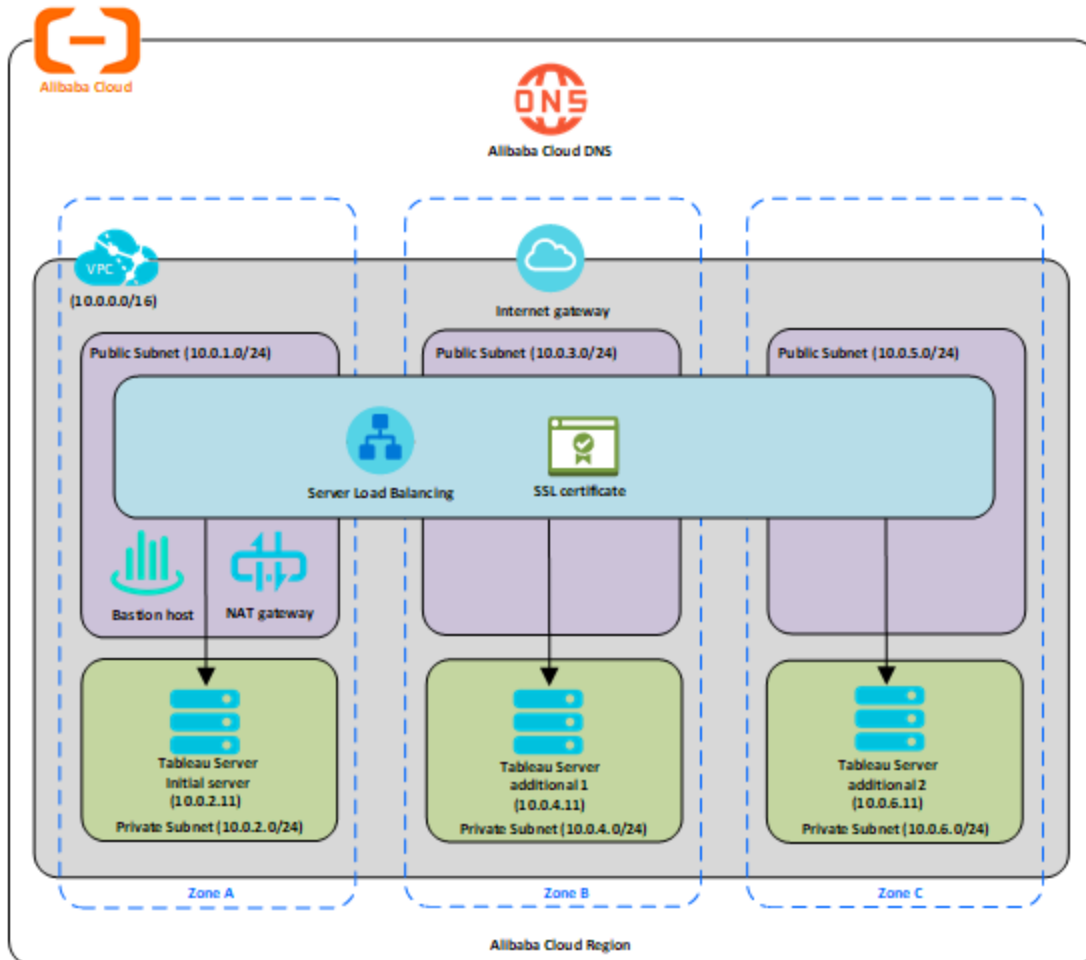 Alibaba Cloud
DNS
Alibaba Cloud DNS
VPC
(10.0.0.0/16)
Internet gateway
Public Subnet (10.0.1.0/24)
Public Subnet (10.0.3.0/24)
Public Subnet (10.0.5.0/24)
Server Load Balancing
SSL certificate
Bastion host
NAT gateway
Tableau Server
Initial server
(10.0.2.11)
Private Subnet (10.0.2.0/24)
Tableau Server
additional 1
(10.0.4.11)
Private Subnet (10.0.4.0/24)
Tableau Server
additional 2
(10.0.6.11)
Private Subnet (10.0.6.0/24)
Zone A
Zone B
Zone C
Alibaba Cloud Region